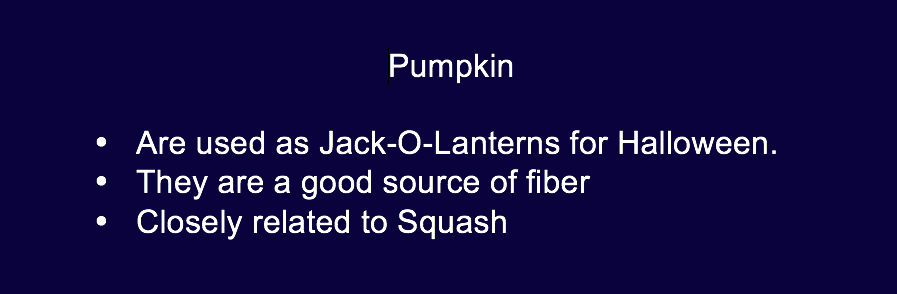 Pumpkin
• Are used as Jack-O-Lanterns for Halloween.
• They are a good source of fiber
• Closely related to Squash